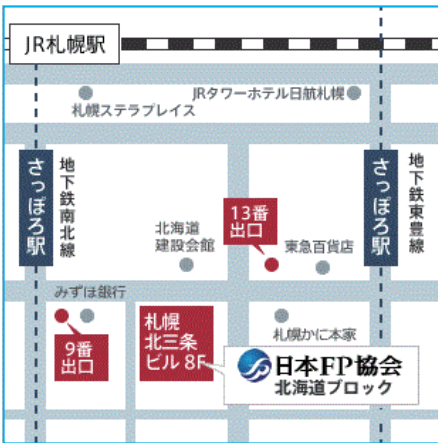 JR札幌駅
JRタワーホテル日航札幌
札幌ステラプレイス
さっぽろ駅
地下鉄南北線
さっぽろ駅
地下鉄東豊線
13番
出口
北海道
建設会館
東急百貨店
みずほ銀行
9番
出口
札幌
北三条
ビル 8F
札幌かに本家
日本FP協会
北海道ブロック